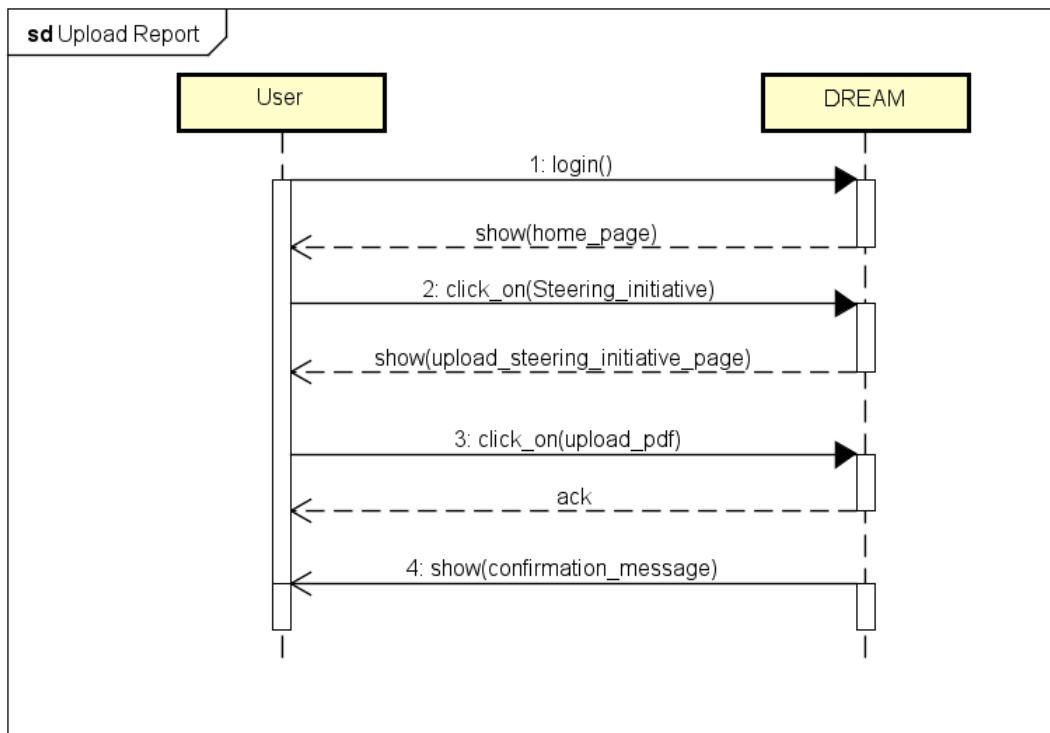 sd Upload Report
User
DREAM
1: login()
show(home_page)
2: click_on(Steering_initiative)
show(upload_steering_initiative_page)
3: click_on(upload_pdf)
ack
4: show(confirmation_message)